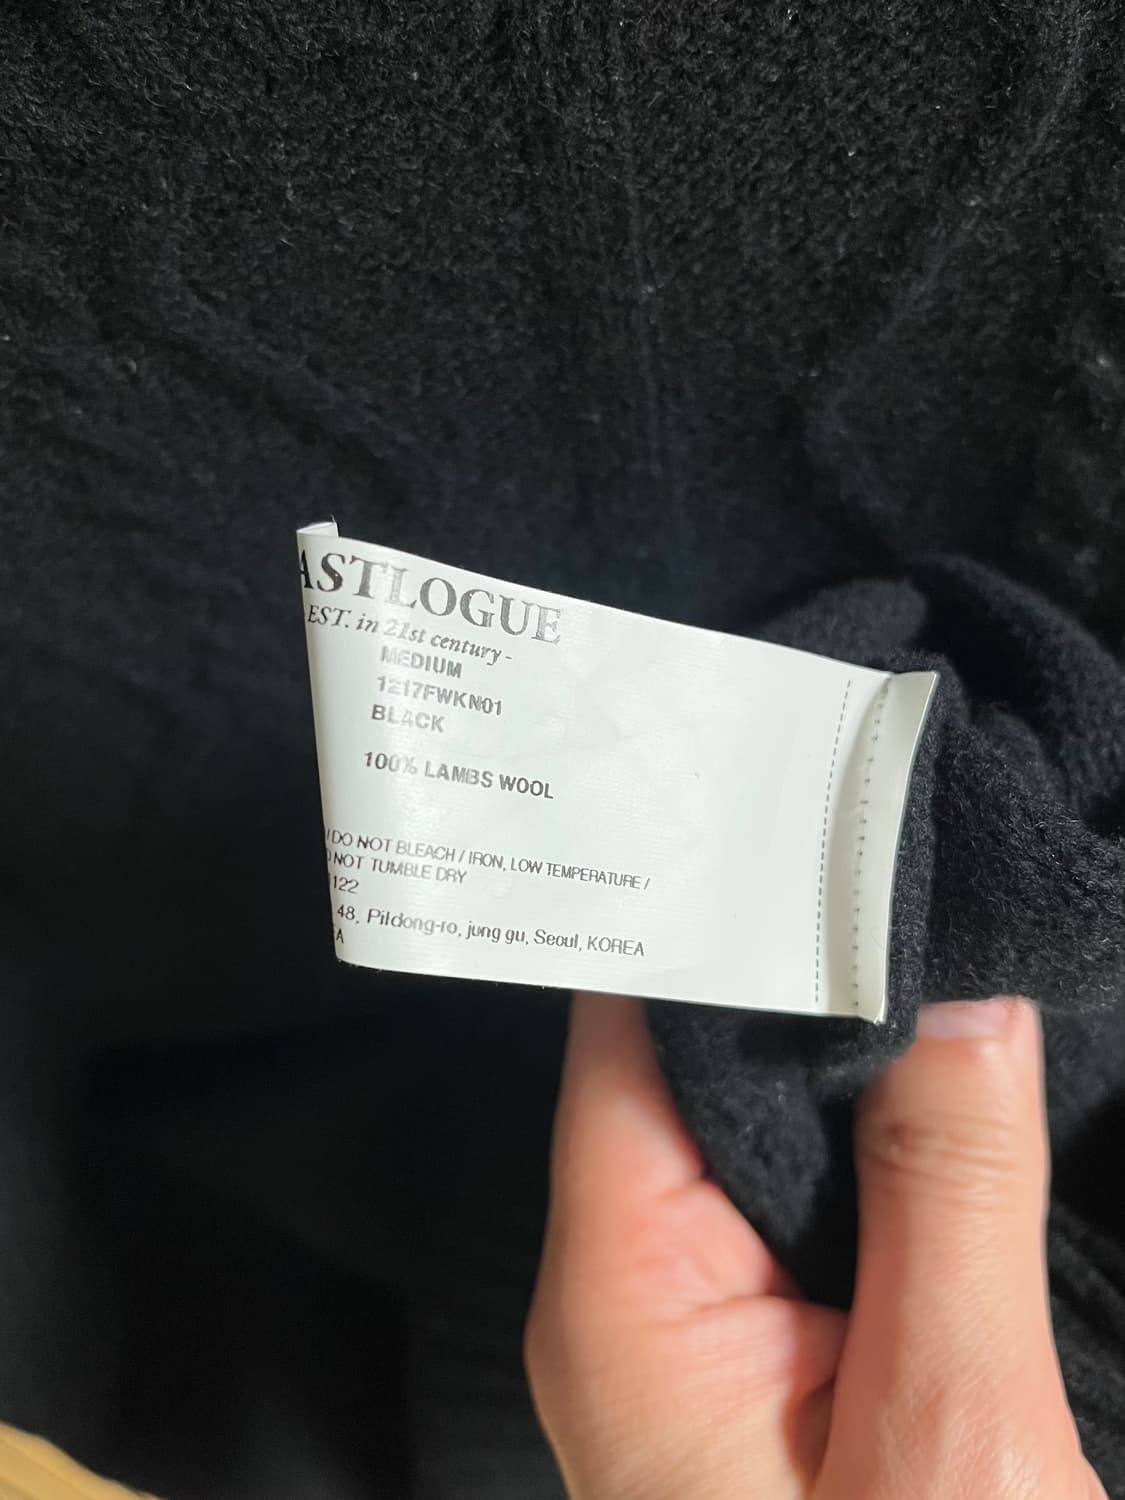 ASTLOGUE
EST. in 21st century -
MEDIUM
1217FWKN01
BLACK
100% LAMBS WOOL
/ DO NOT BLEACH / IRON, LOW TEMPERATURE /
NOT TUMBLE DRY
122
48, Pildong-ro, jung gu, Seoul, KOREA
A